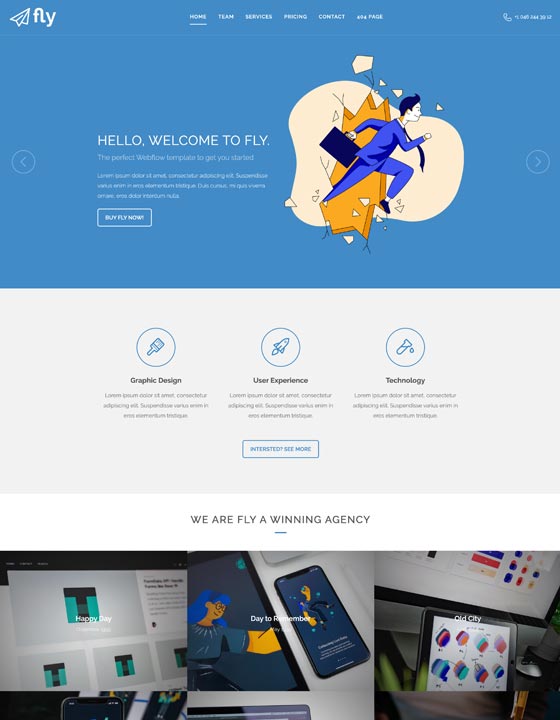 fly
HOME TEAM SERVICES PRICING CONTACT 404 PAGE
+1 046 244 39 12
HELLO, WELCOME TO FLY.
The perfect Webflow template to get you started
Lorem ipsum dolor sit amet, consectetur adipiscing elit. Suspendisse
varius enim in eros elementum tristique. Duis cursus, mi quis viverra
ornare, eros dolor interdum nulla.
BUY FLY NOW!
Graphic Design
Lorem ipsum dolor sit amet, consectetur
adipiscing elit. Suspendisse varius enim in
eros elementum tristique.
User Experience
Lorem ipsum dolor sit amet, consectetur
adipiscing elit. Suspendisse varius enim in
eros elementum tristique.
Technology
Lorem ipsum dolor sit amet, consectetur
adipiscing elit. Suspendisse varius enim in
eros elementum tristique.
INTERSTED? SEE MORE
WE ARE FLY A WINNING AGENCY
Happy Day
Day to Remember
May
Old City